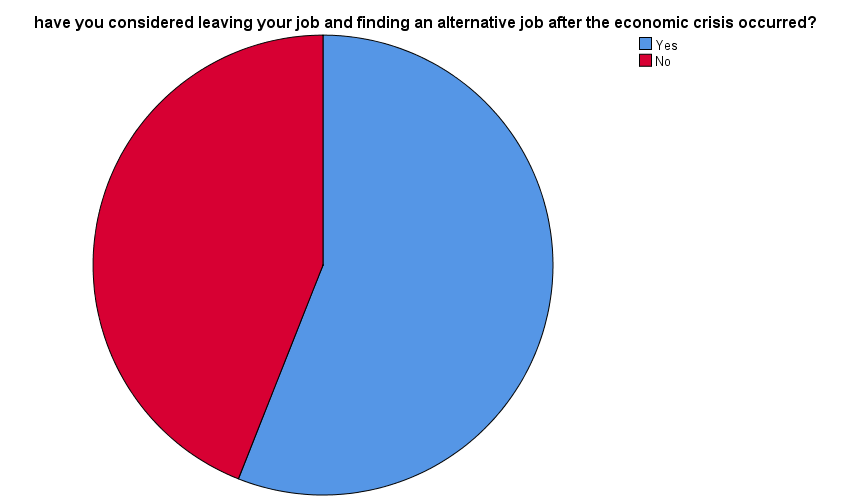 have you considered leaving your job and finding an alternative job after the economic crisis occurred?
Yes
No